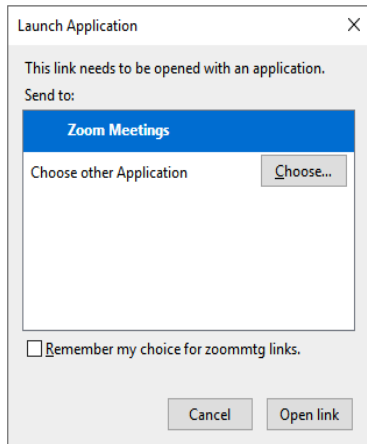 Launch Application
This link needs to be opened with an application.
Send to:
Zoom Meetings
Choose other Application
Choose...
Remember my choice for zoommtg links.
Cancel
Open link